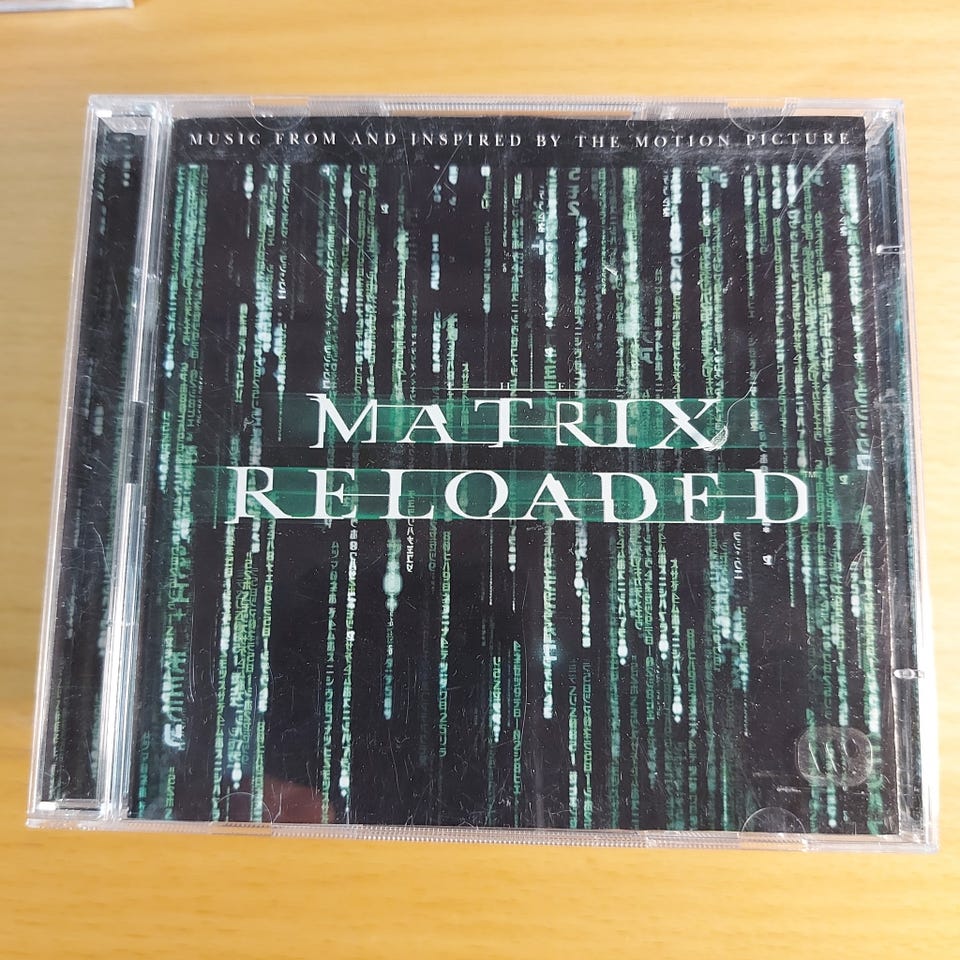 MUSIC FROM AND INSPIRED BY THE MOTION PICTURE
THE
MATRIX
RELOADED